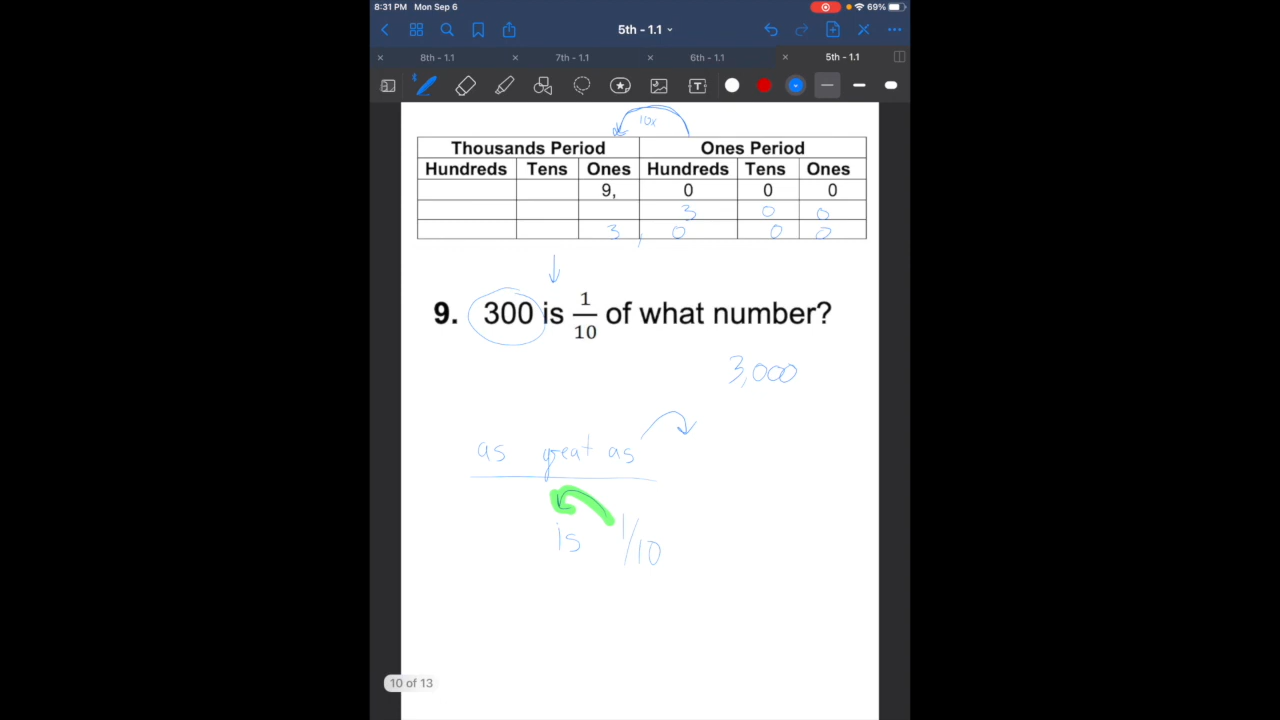 8:31 PM Mon Sep 6 69%
5th - 1.1
8th - 1.1 7th - 1.1 6th - 1.1 5th - 1.1
T
10x
Thousands Period Ones Period
Hundreds Tens Ones Hundreds Tens Ones
9, 0 0 0
3 0 0
3 , 0 0 0
9. 300 is 1/10 of what number?
3,000
as great as
is 1/10
10 of 13